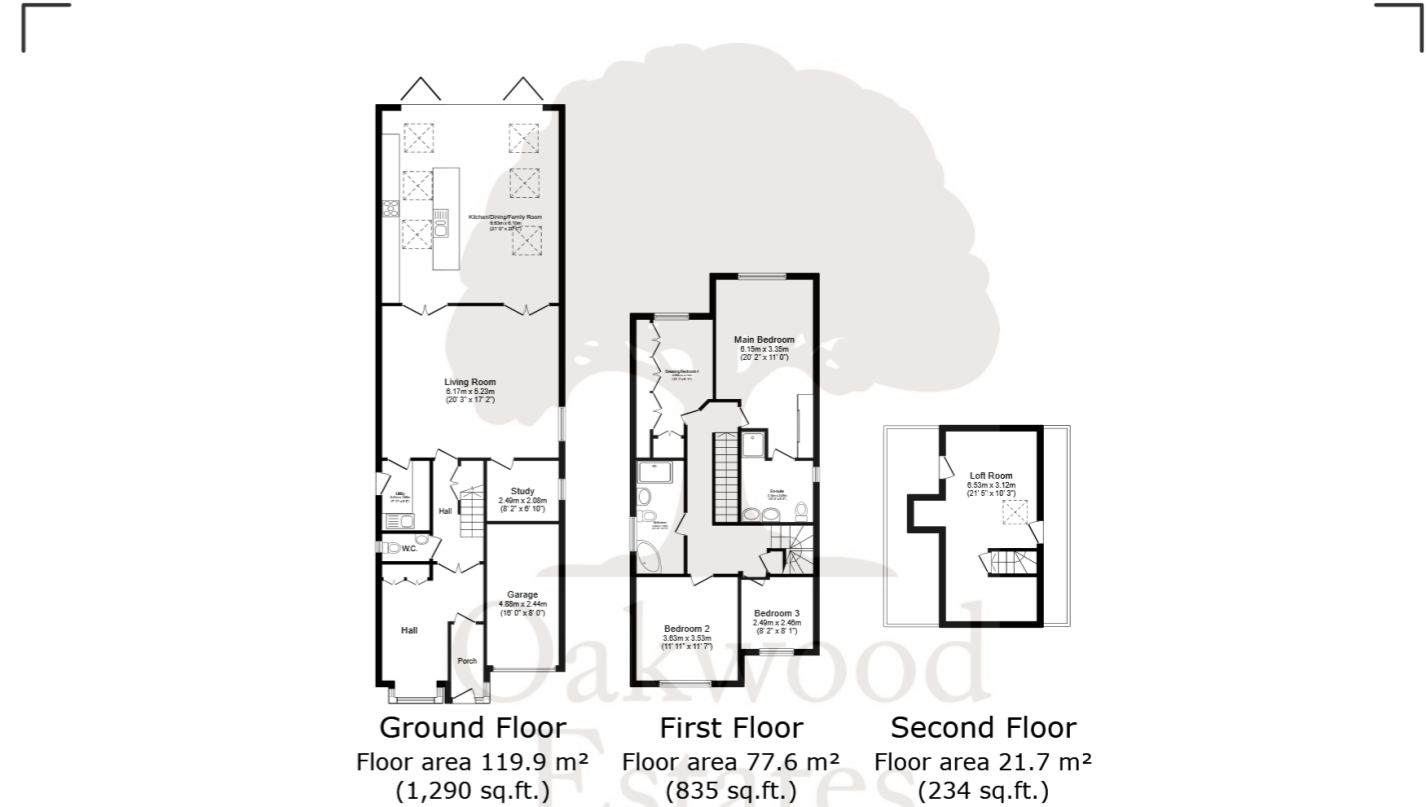 Kitchen/Dining/Family Room
Living Room
6.17m x 5.23m
(20' 3" x 17' 2")
Study
2.49m x 2.08m
(8' 2" x 6' 10")
Hall
W.C.
Garage
4.88m x 2.44m
(16' 0" x 8' 0")
Hall
Porch
Main Bedroom
6.15m x 3.35m
(20' 2" x 11' 0")
Bedroom 2
3.63m x 3.53m
(11' 11" x 11' 7")
Bedroom 3
2.49m x 2.46m
(8' 2" x 8' 1")
Loft Room
6.53m x 3.12m
(21' 5" x 10' 3")
Oakwood
Estates
Ground Floor
Floor area 119.9 m²
(1,290 sq.ft.)
First Floor
Floor area 77.6 m²
(835 sq.ft.)
Second Floor
Floor area 21.7 m²
(234 sq.ft.)